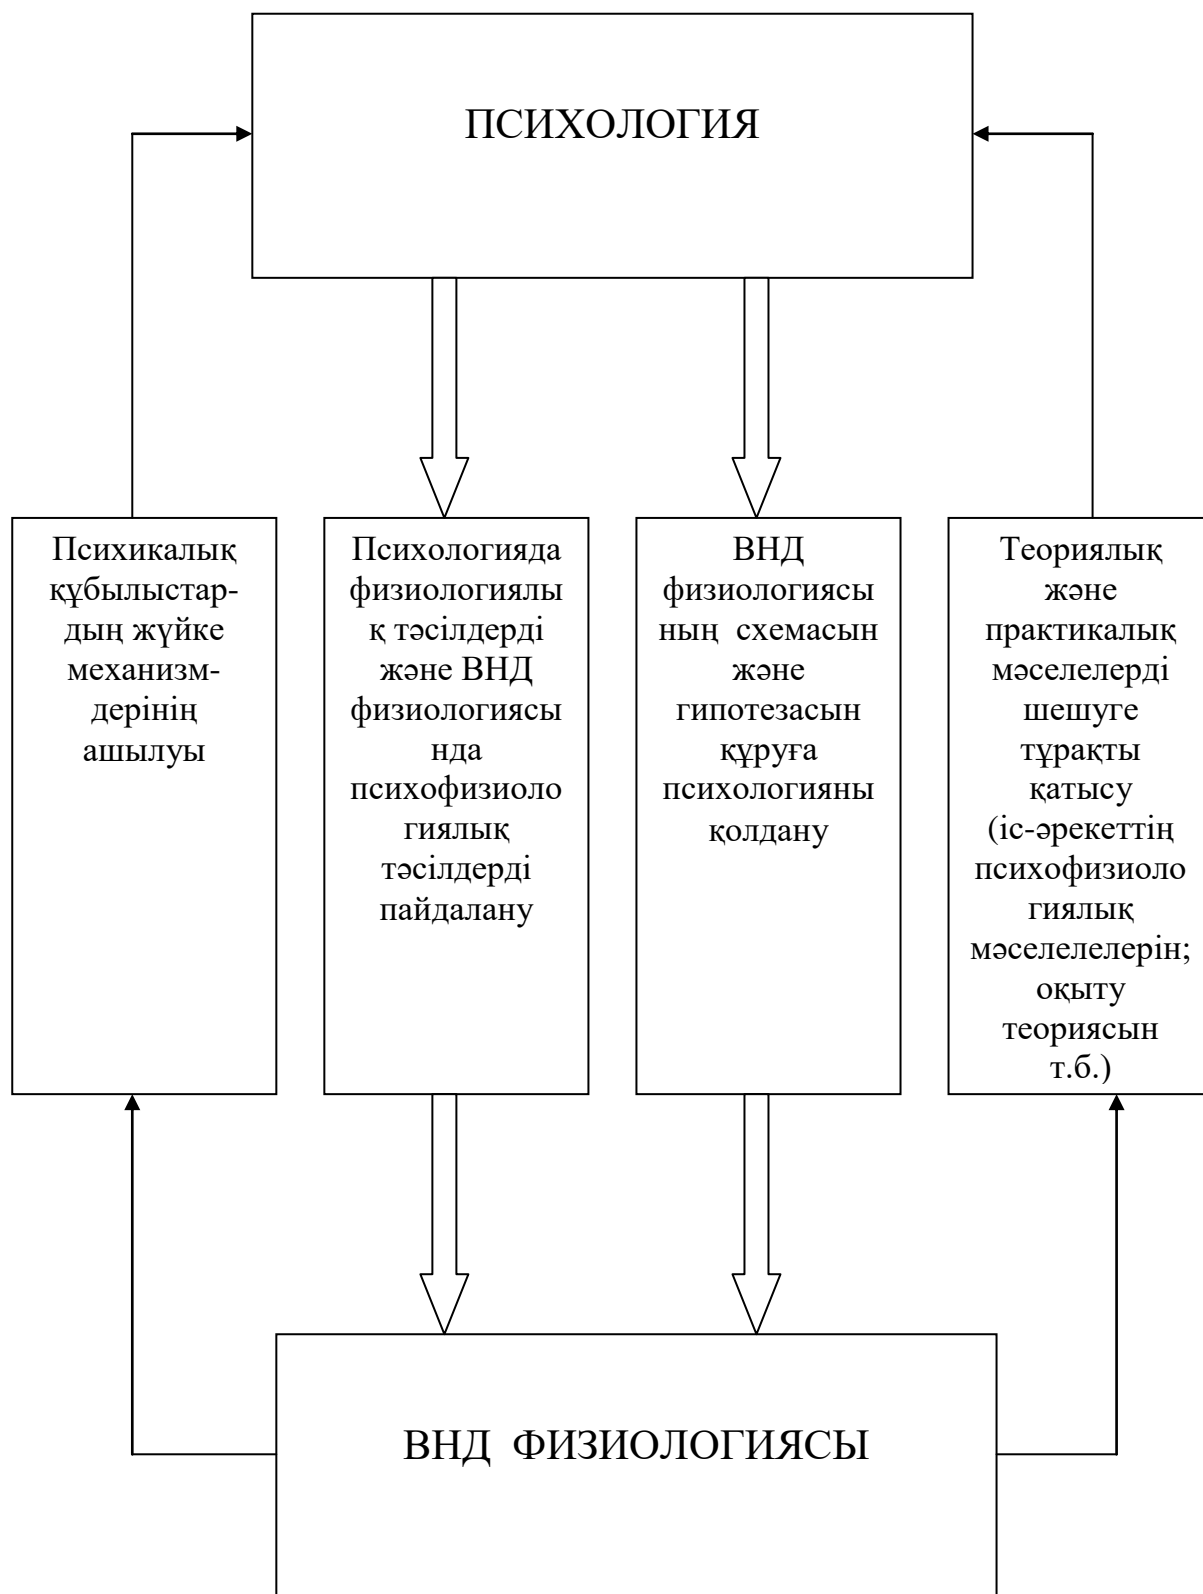 ПСИХОЛОГИЯ
Психикалық
құбылыстар-
дың жүйке
механизм-
дерінің
ашылуы
Психологияда
физиологиялы
қ тәсілдерді
және ВНД
физиологиясы
нда
психофизиоло
гиялық
тәсілдерді
пайдалану
ВНД
физиологиясы
ның схемасын
және
гипотезасын
құруға
психологияны
қолдану
Теориялық
және
практикалық
мәселелерді
шешуге
тұрақты
қатысу
(іс-әрекеттің
психофизиоло
гиялық
мәселелелерін;
оқыту
теориясын
т.б.)
ВНД ФИЗИОЛОГИЯСЫ